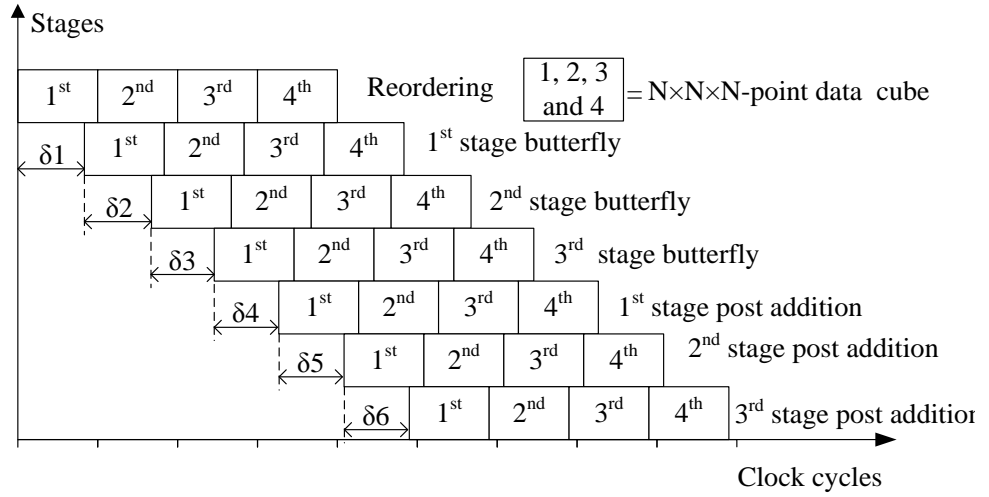 Stages
1st 2nd 3rd 4th Reordering
1, 2, 3
and 4
= N×N×N-point data cube
δ1 1st 2nd 3rd 4th 1st stage butterfly
δ2 1st 2nd 3rd 4th 2nd stage butterfly
δ3 1st 2nd 3rd 4th 3rd stage butterfly
δ4 1st 2nd 3rd 4th 1st stage post addition
δ5 1st 2nd 3rd 4th 2nd stage post addition
δ6 1st 2nd 3rd 4th 3rd stage post addition
Clock cycles